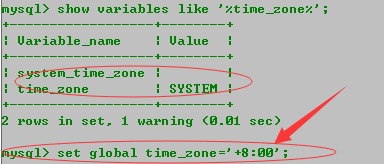 mysql> show variables like '%time_zone%';
+------------------+--------+
| Variable_name | Value |
+------------------+--------+
| system_time_zone |
| time_zone | SYSTEM |
+------------------+--------+
2 rows in set, 1 warning (0.01 sec)
mysql> set global time_zone='+8:00';